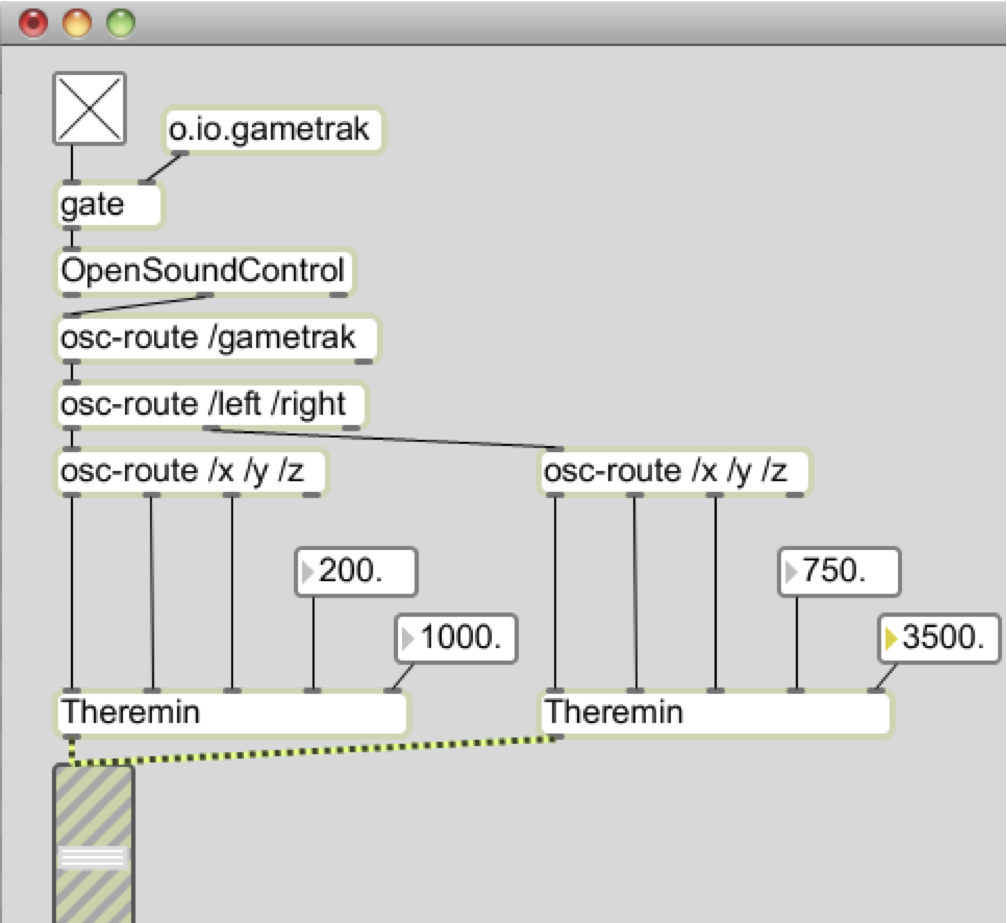 o.io.gametrak
gate
OpenSoundControl
osc-route /gametrak
osc-route /left /right
osc-route /x /y /z
osc-route /x /y /z
200.
750.
1000.
3500.
Theremin
Theremin